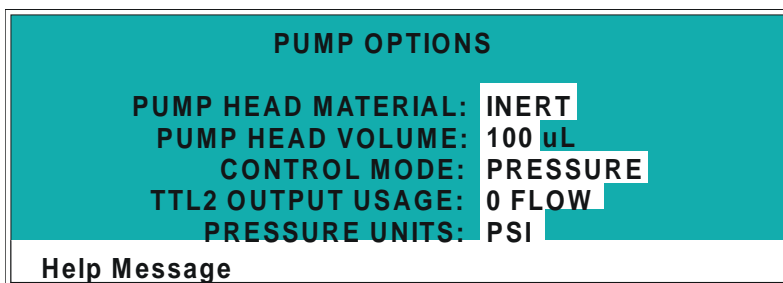 PUMP OPTIONS
PUMP HEAD MATERIAL: INERT
PUMP HEAD VOLUME: 100 uL
CONTROL MODE: PRESSURE
TTL2 OUTPUT USAGE: 0 FLOW
PRESSURE UNITS: PSI
Help Message